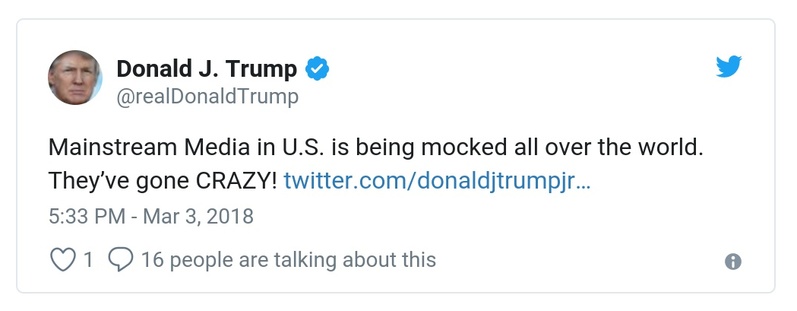 Donald J. Trump
@realDonaldTrump
Mainstream Media in U.S. is being mocked all over the world.
They’ve gone CRAZY! twitter.com/donaldjtrumpjr…
5:33 PM - Mar 3, 2018
1 16 people are talking about this